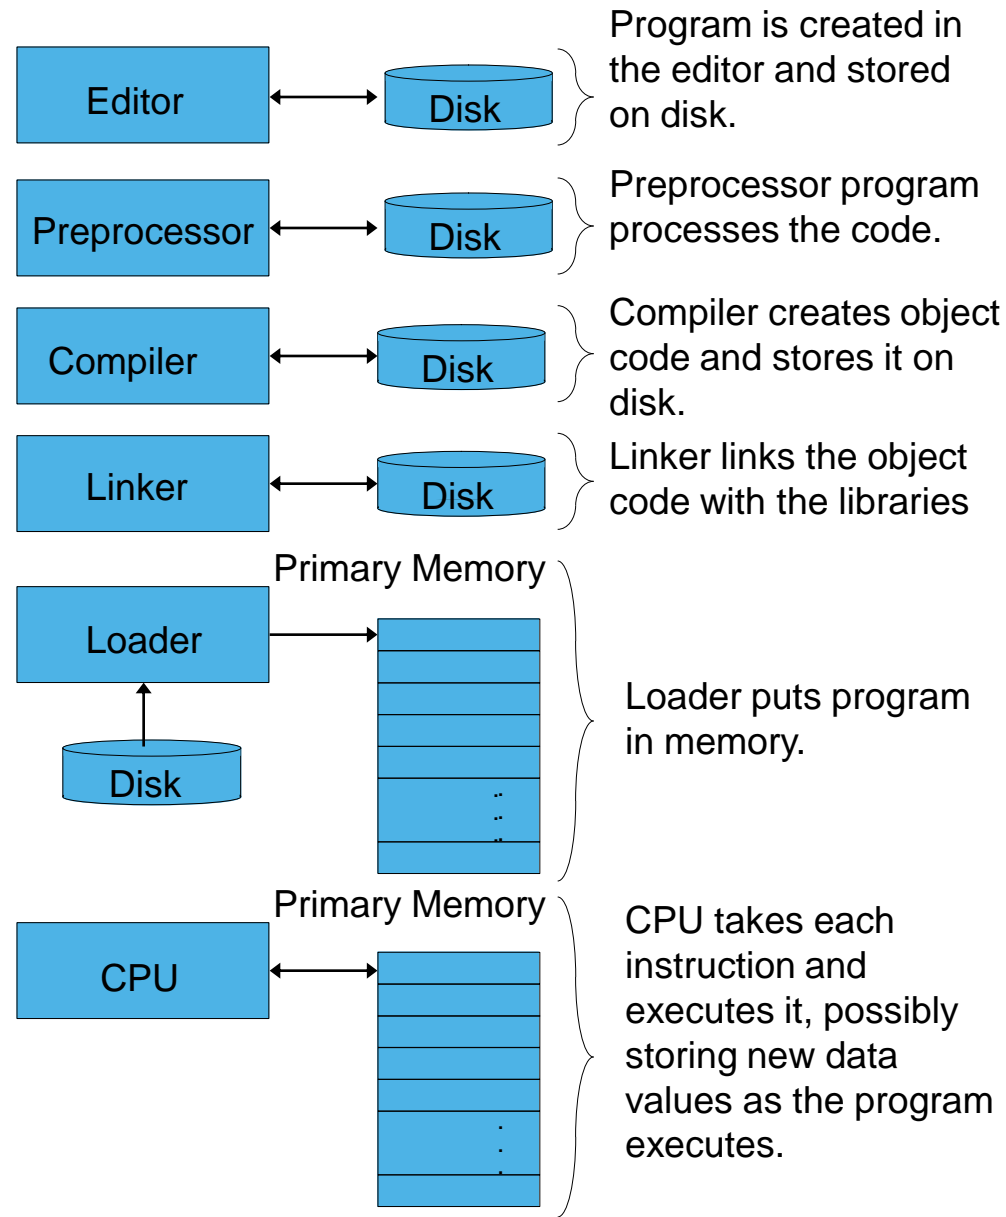 Editor
Disk
Program is created in
the editor and stored
on disk.
Preprocessor
Disk
Preprocessor program
processes the code.
Compiler
Disk
Compiler creates object
code and stores it on
disk.
Linker
Disk
Linker links the object
code with the libraries
Primary Memory
Loader
Disk
Loader puts program
in memory.
Primary Memory
CPU
CPU takes each
instruction and
executes it, possibly
storing new data
values as the program
executes.